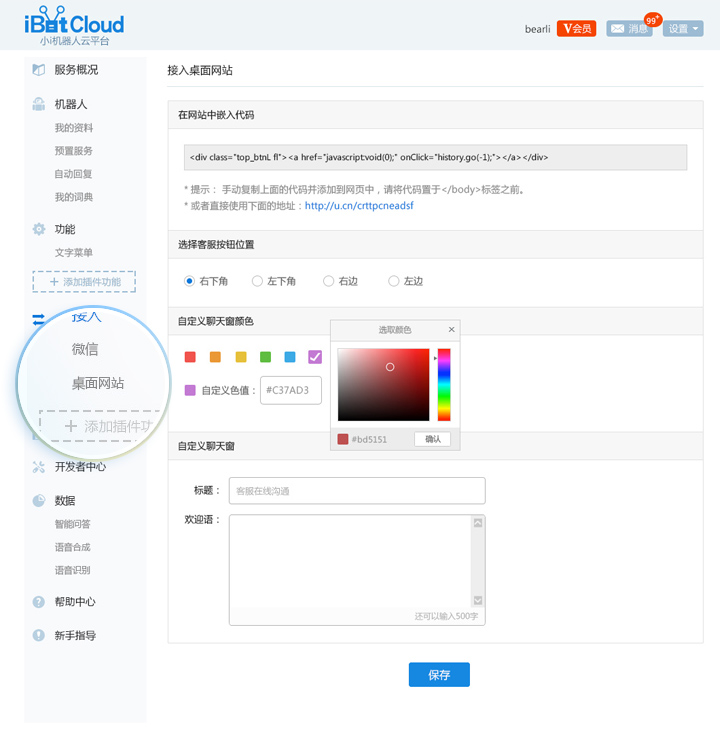 iBotCloud
小i机器人云平台
bearli
V会员
消息
99+
设置
服务概况
机器人
我的资料
预置服务
自动回复
我的词典
功能
文字菜单
+ 添加插件功能
接入
微信
桌面网站
+ 添加插件功
开发者中心
数据
智能问答
语音合成
语音识别
帮助中心
新手指导
接入桌面网站
在网站中嵌入代码
<div class="top_btnL fl"><a href="javascript:void(0);" onClick="history.go(-1);"></a></div>
* 提示： 手动复制上面的代码并添加到网页中，请将代码置于</body>标签之前。
* 或者直接使用下面的地址：http://u.cn/crttpcneadsf
选择客服按钮位置
右下角 左下角 右边 左边
自定义聊天窗颜色
自定义色值： #C37AD3
选取颜色 ×
#bd5151 确认
自定义聊天窗
标题： 客服在线沟通
欢迎语：
还可以输入500字
保存